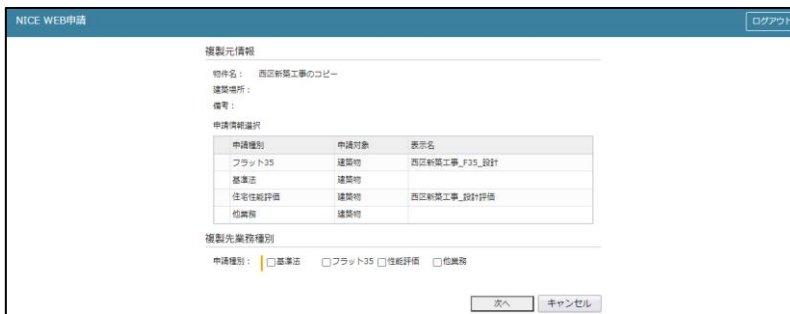 NICE WEB申請 ログアウト
複製元情報
物件名： 西区新築工事のコピー
建築場所：
備考：
申請情報選択
申請種別 申請対象 表示名
フラット35 建築物 西区新築工事_F35_設計
基準法 建築物
住宅性能評価 建築物 西区新築工事_設計評価
他業務 建築物
複製先業務種別
申請種別： 基準法 フラット35 性能評価 他業務
次へ キャンセル